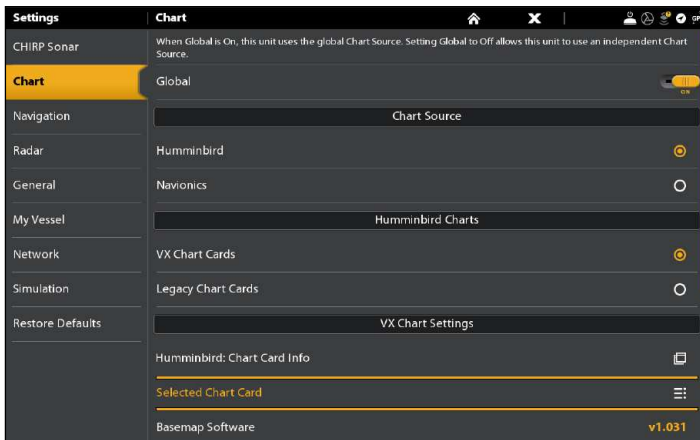 Settings
Chart
CHIRP Sonar
When Global is On, this unit uses the global Chart Source. Setting Global to Off allows this unit to use an independent Chart
Source.
Chart
Global
ON
Navigation
Chart Source
Radar
Humminbird
General
Navionics
My Vessel
Humminbird Charts
Network
VX Chart Cards
Simulation
Legacy Chart Cards
Restore Defaults
VX Chart Settings
Humminbird: Chart Card Info
Selected Chart Card
Basemap Software
v1.031